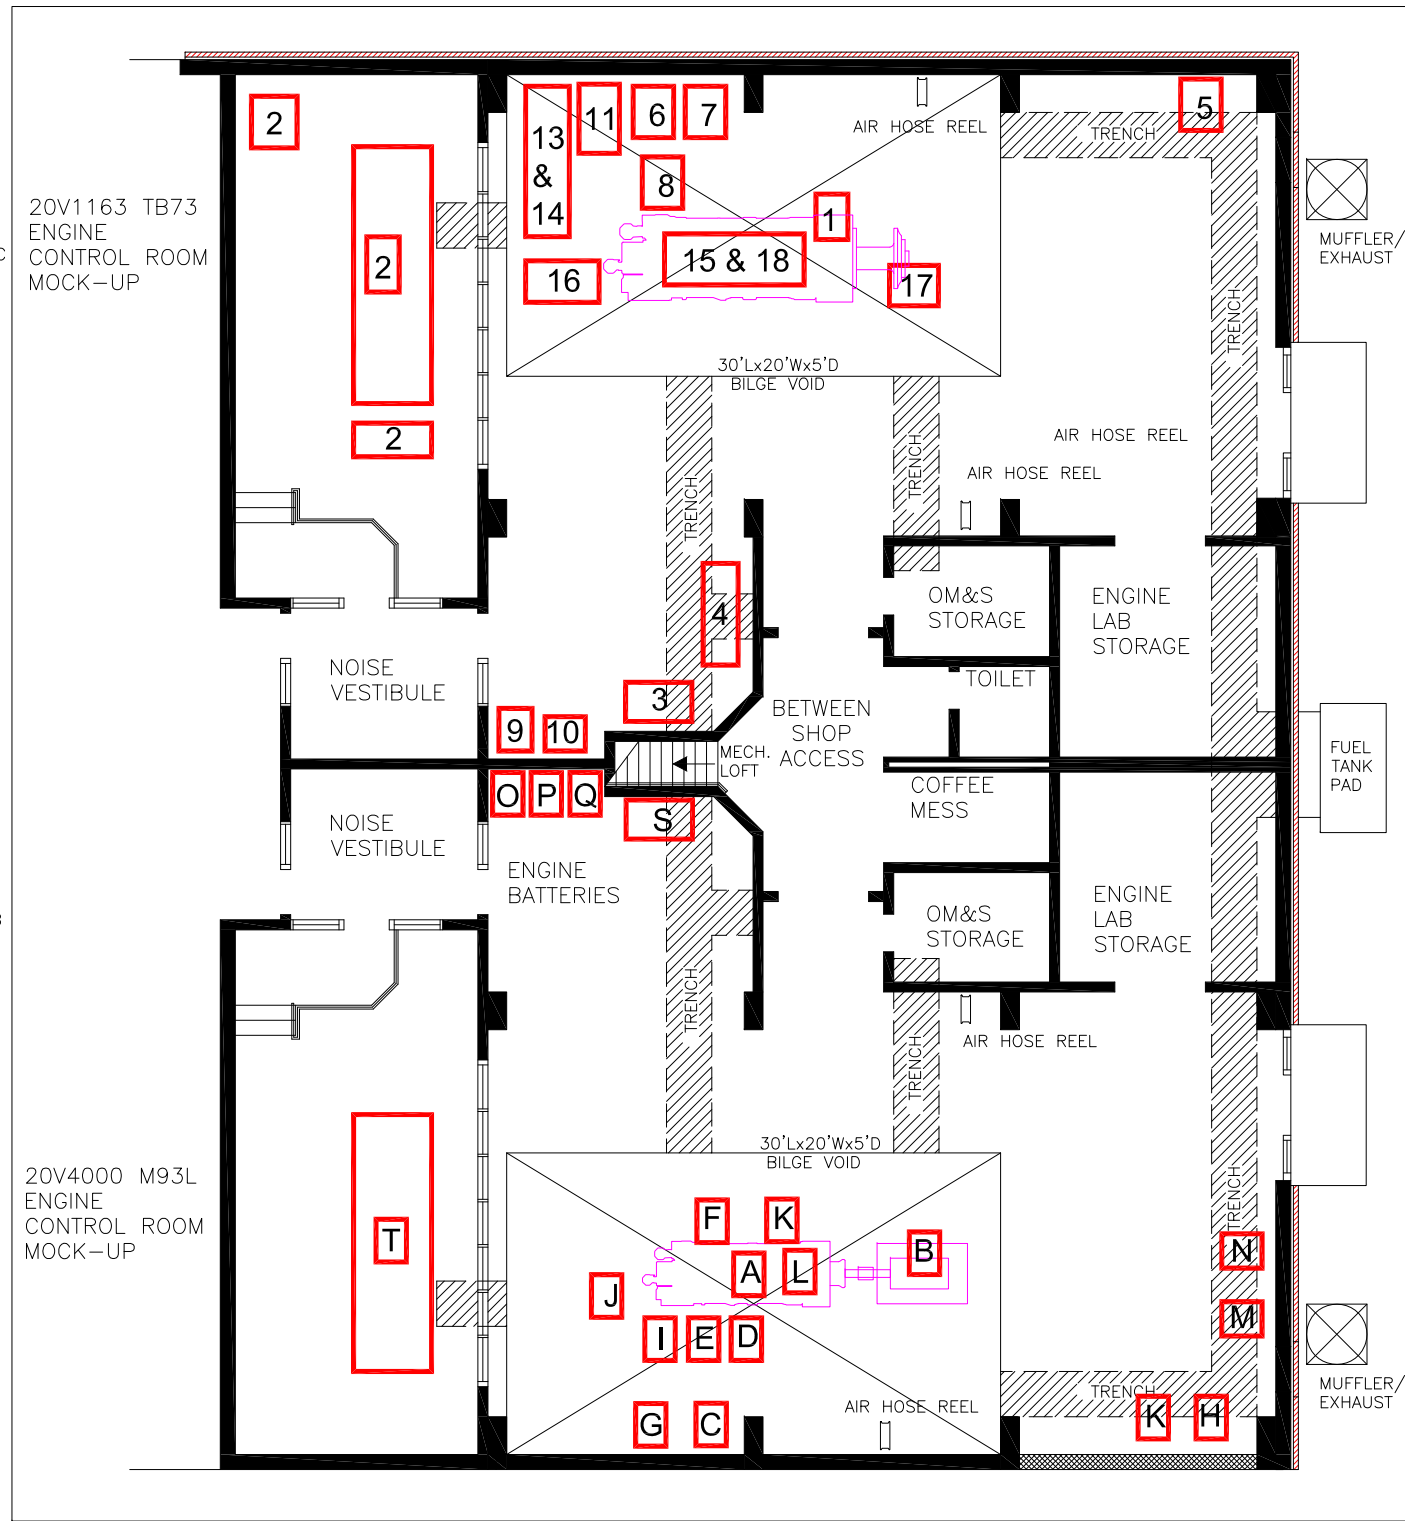 2
13
&
14
11
6
7
5
AIR HOSE REEL
TRENCH
8
20V1163 TB73
ENGINE
CONTROL ROOM
MOCK-UP
C
1
MUFFLER/
EXHAUST
2
16
15 & 18
17
TRENCH
30'Lx20'Wx5'D
BILGE VOID
2
AIR HOSE REEL
AIR HOSE REEL
TRENCH
TRENCH
4
OM&S
STORAGE
ENGINE
LAB
STORAGE
NOISE
VESTIBULE
TOILET
3
9
10
BETWEEN
SHOP
ACCESS
MECH.
LOFT
FUEL
TANK
PAD
O
P
Q
S
COFFEE
MESS
NOISE
VESTIBULE
ENGINE
BATTERIES
OM&S
STORAGE
ENGINE
LAB
STORAGE
TRENCH
AIR HOSE REEL
TRENCH
30'Lx20'Wx5'D
BILGE VOID
20V4000 M93L
ENGINE
CONTROL ROOM
MOCK-UP
T
F
K
B
TRENCH
N
A
L
J
M
I
E
D
MUFFLER/
EXHAUST
TRENCH
G
C
AIR HOSE REEL
K
H